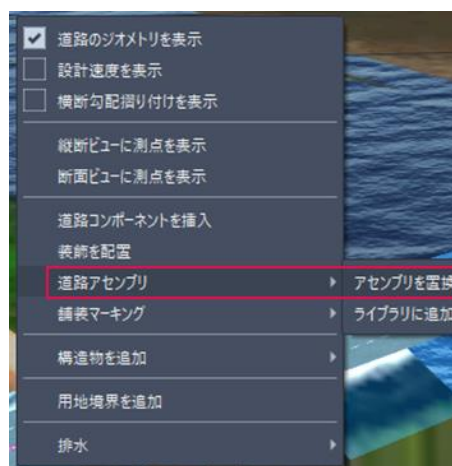 道路のジオメトリを表示
設計速度を表示
横断勾配摺り付けを表示
縦断ビューに測点を表示
断面ビューに測点を表示
道路コンポーネントを挿入
装飾を配置
道路アセンブリ
アセンブリを置換
舗装マーキング
ライブラリに追加
構造物を追加
用地境界を追加
排水